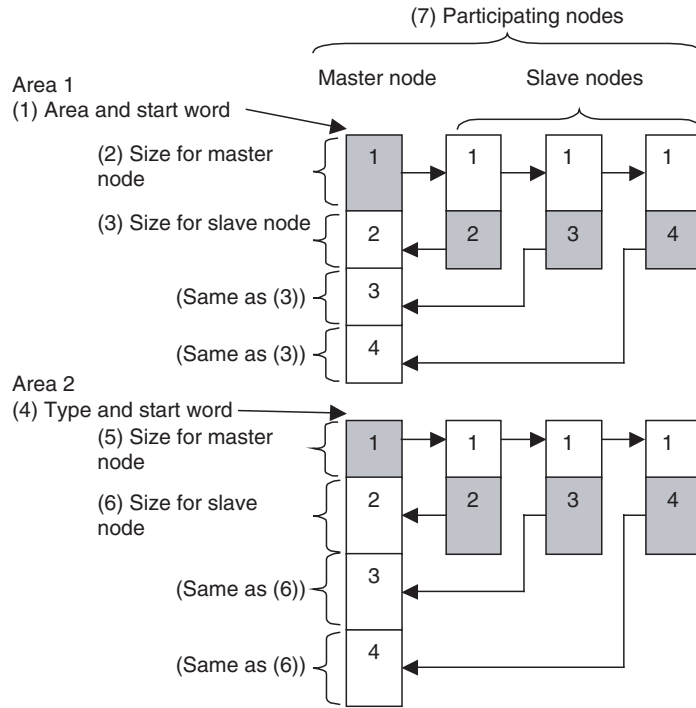 (7) Participating nodes
Master node
Slave nodes
Area 1
(1) Area and start word
(2) Size for master
node
1
1
1
1
(3) Size for slave node
2
2
3
4
(Same as (3))
3
(Same as (3))
4
Area 2
(4) Type and start word
(5) Size for master
node
1
1
1
1
(6) Size for slave
node
2
2
3
4
(Same as (6))
3
(Same as (6))
4